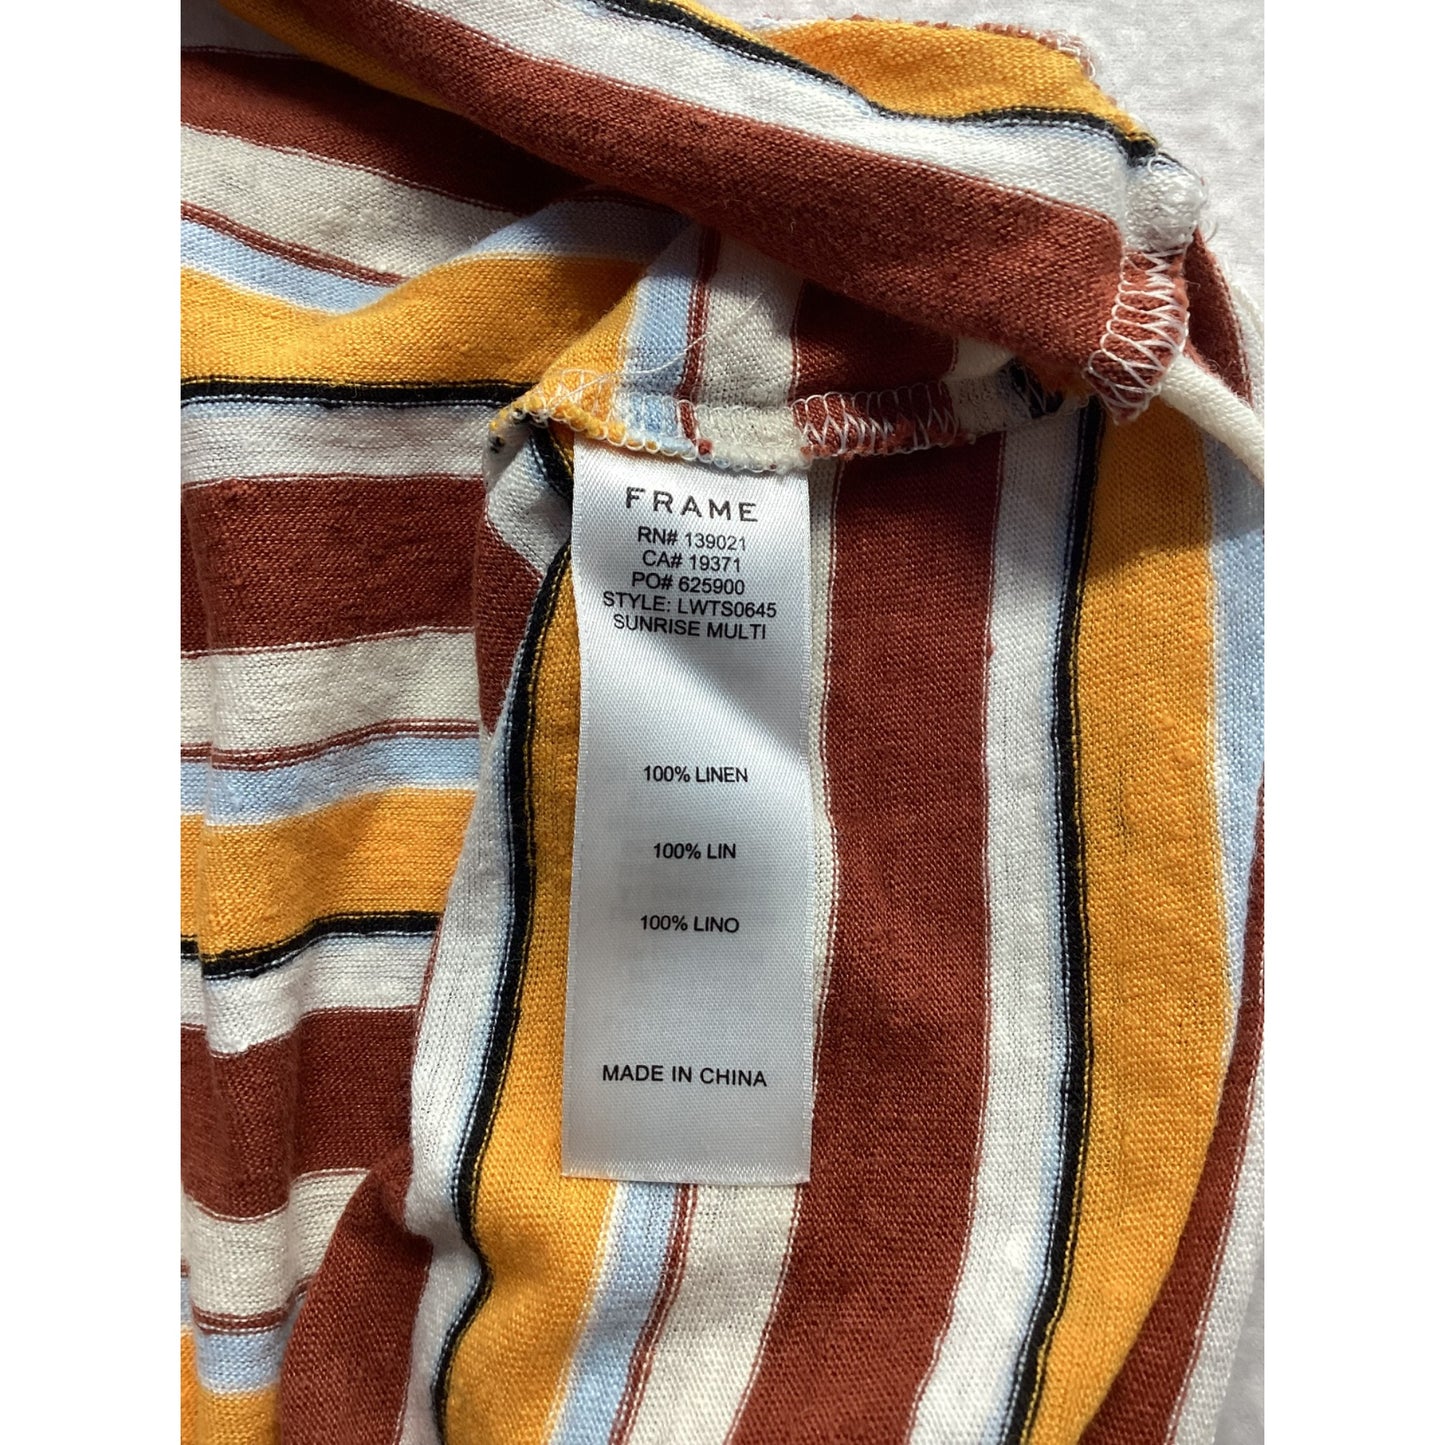 FRAME
RN# 139021
CA# 19371
PO# 625900
STYLE: LWTS0645
SUNRISE MULTI
100% LINEN
100% LIN
100% LINO
MADE IN CHINA